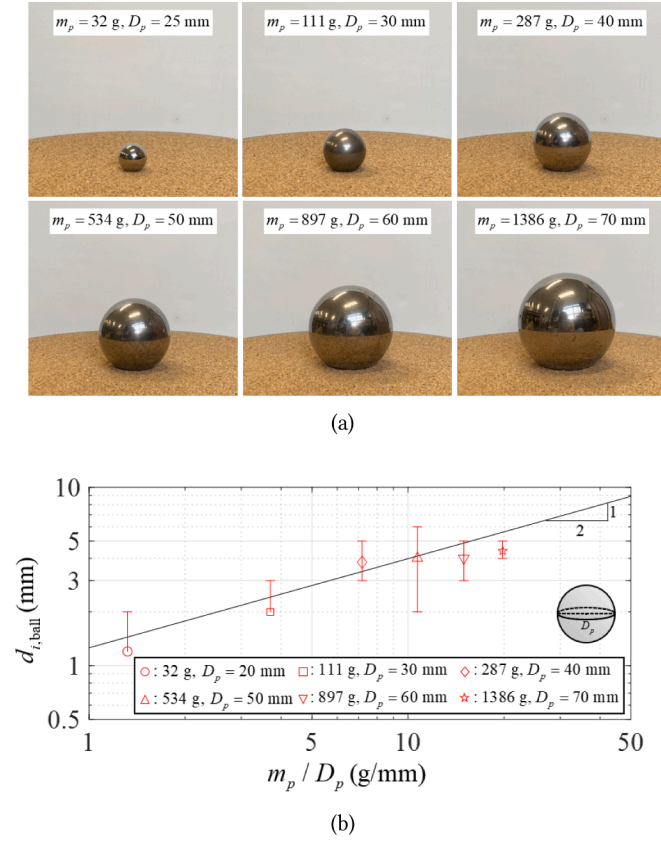 m_p = 32 g, D_p = 25 mm
m_p = 111 g, D_p = 30 mm
m_p = 287 g, D_p = 40 mm
m_p = 534 g, D_p = 50 mm
m_p = 897 g, D_p = 60 mm
m_p = 1386 g, D_p = 70 mm
(a)
10
5
3
1
0.5
d_{i,ball} (mm)
1
2
D_p
: 32 g, D_p = 20 mm : 111 g, D_p = 30 mm : 287 g, D_p = 40 mm
: 534 g, D_p = 50 mm : 897 g, D_p = 60 mm : 1386 g, D_p = 70 mm
1 5 10 50
m_p / D_p (g/mm)
(b)